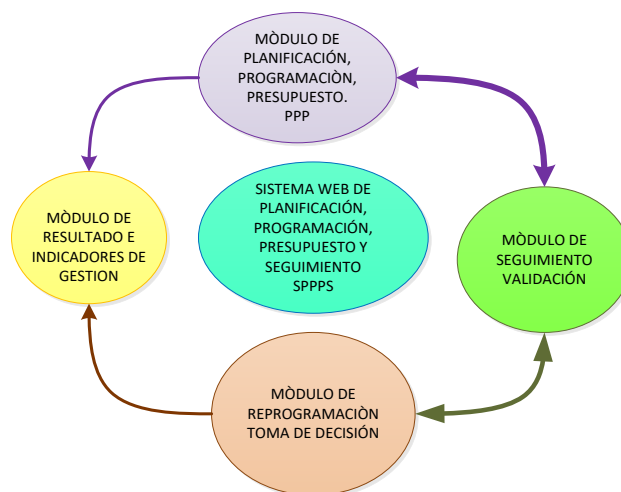 MÒDULO DE
PLANIFICACIÓN,
PROGRAMACIÒN,
PRESUPUESTO.
PPP
MÒDULO DE
RESULTADO E
INDICADORES DE
GESTION
SISTEMA WEB DE
PLANIFICACIÓN,
PROGRAMACIÓN,
PRESUPUESTO Y
SEGUIMIENTO
SPPPS
MÒDULO DE
SEGUIMIENTO
VALIDACIÓN
MÒDULO DE
REPROGRAMACIÒN
TOMA DE DECISIÓN